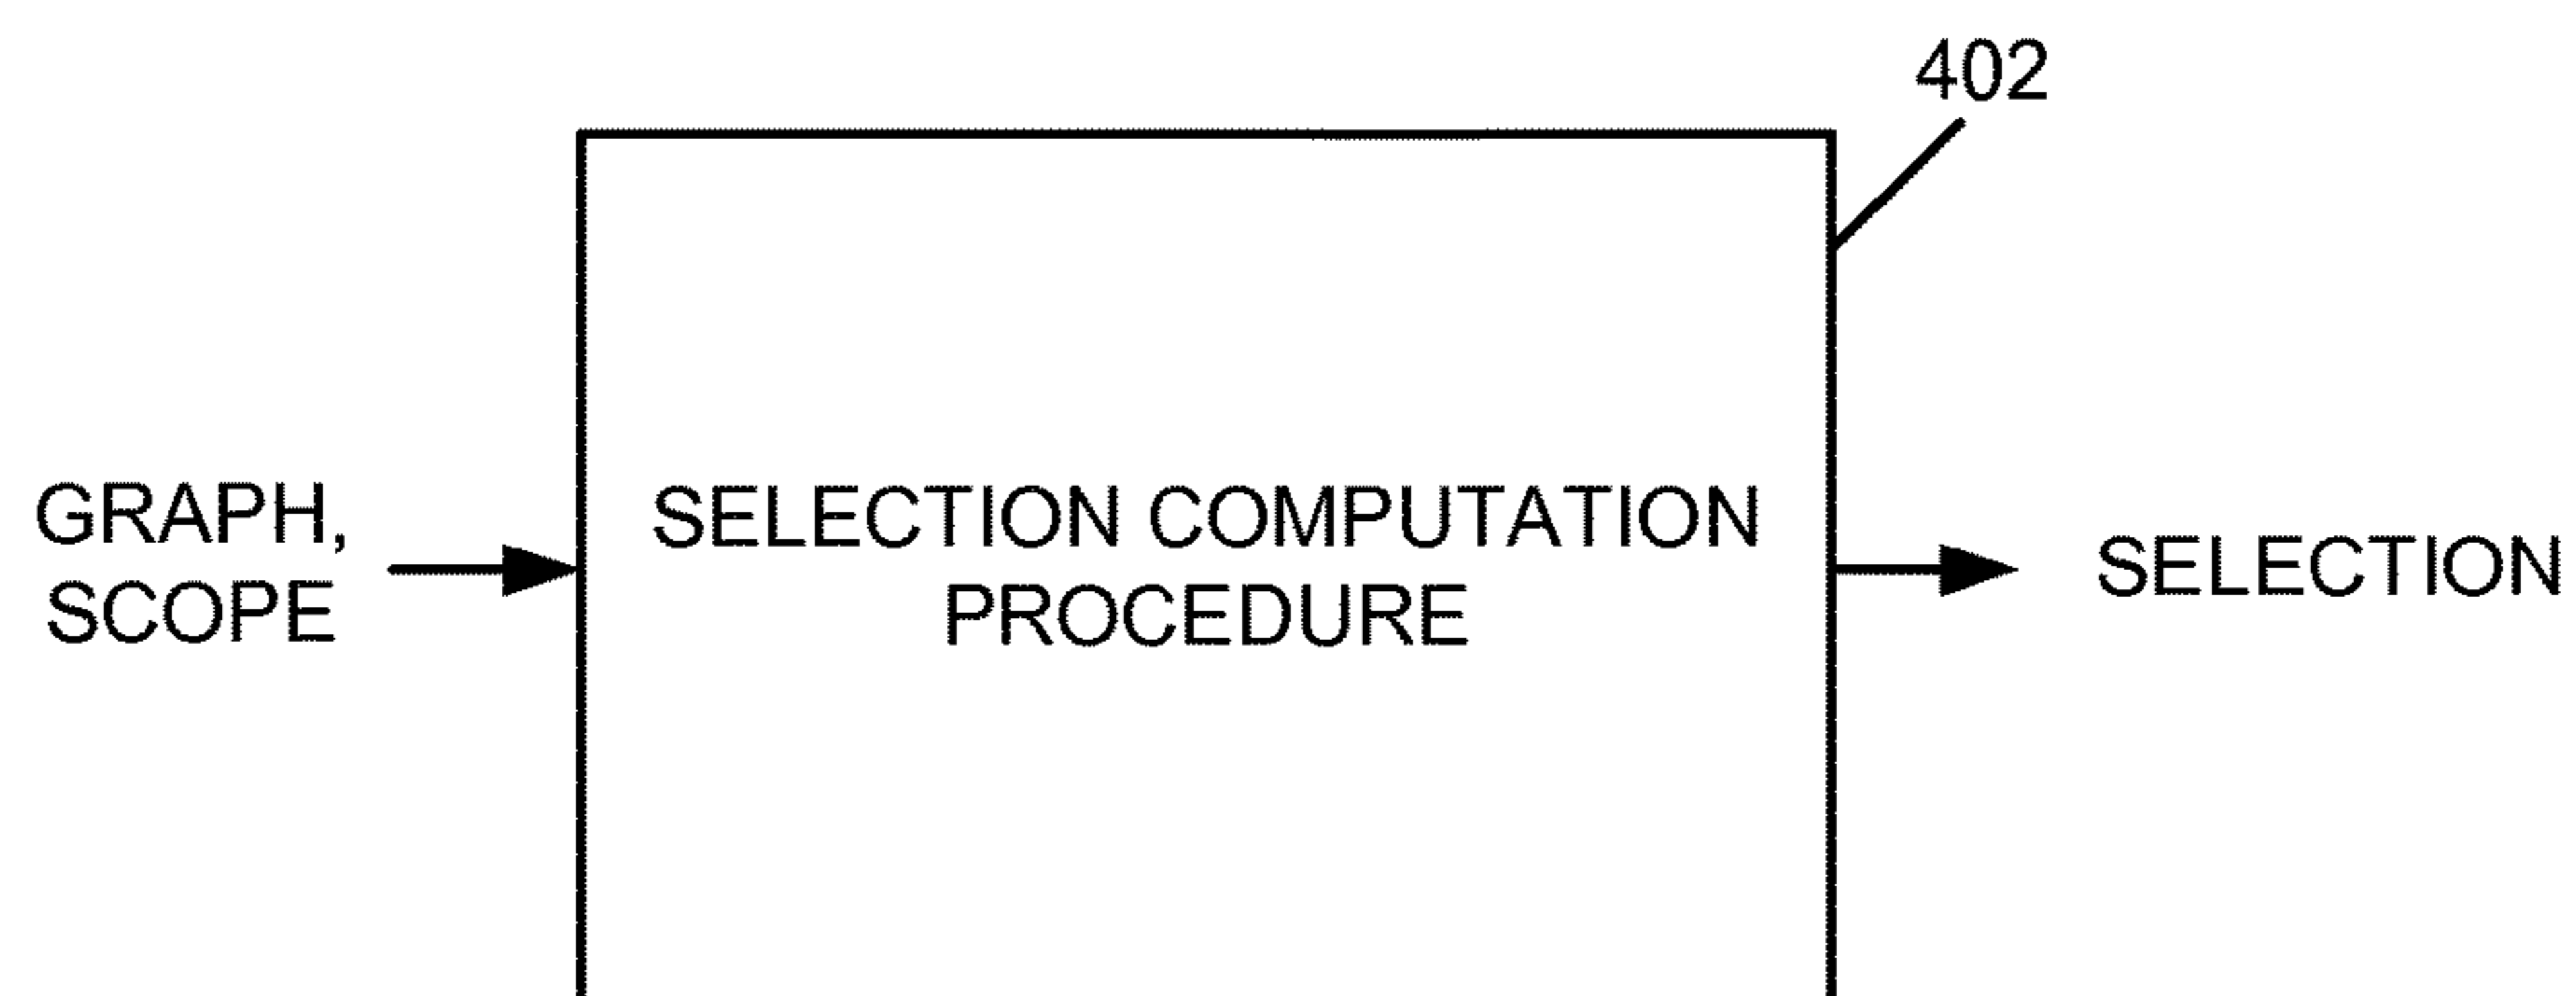 402
GRAPH,
SCOPE
SELECTION COMPUTATION
PROCEDURE
SELECTION